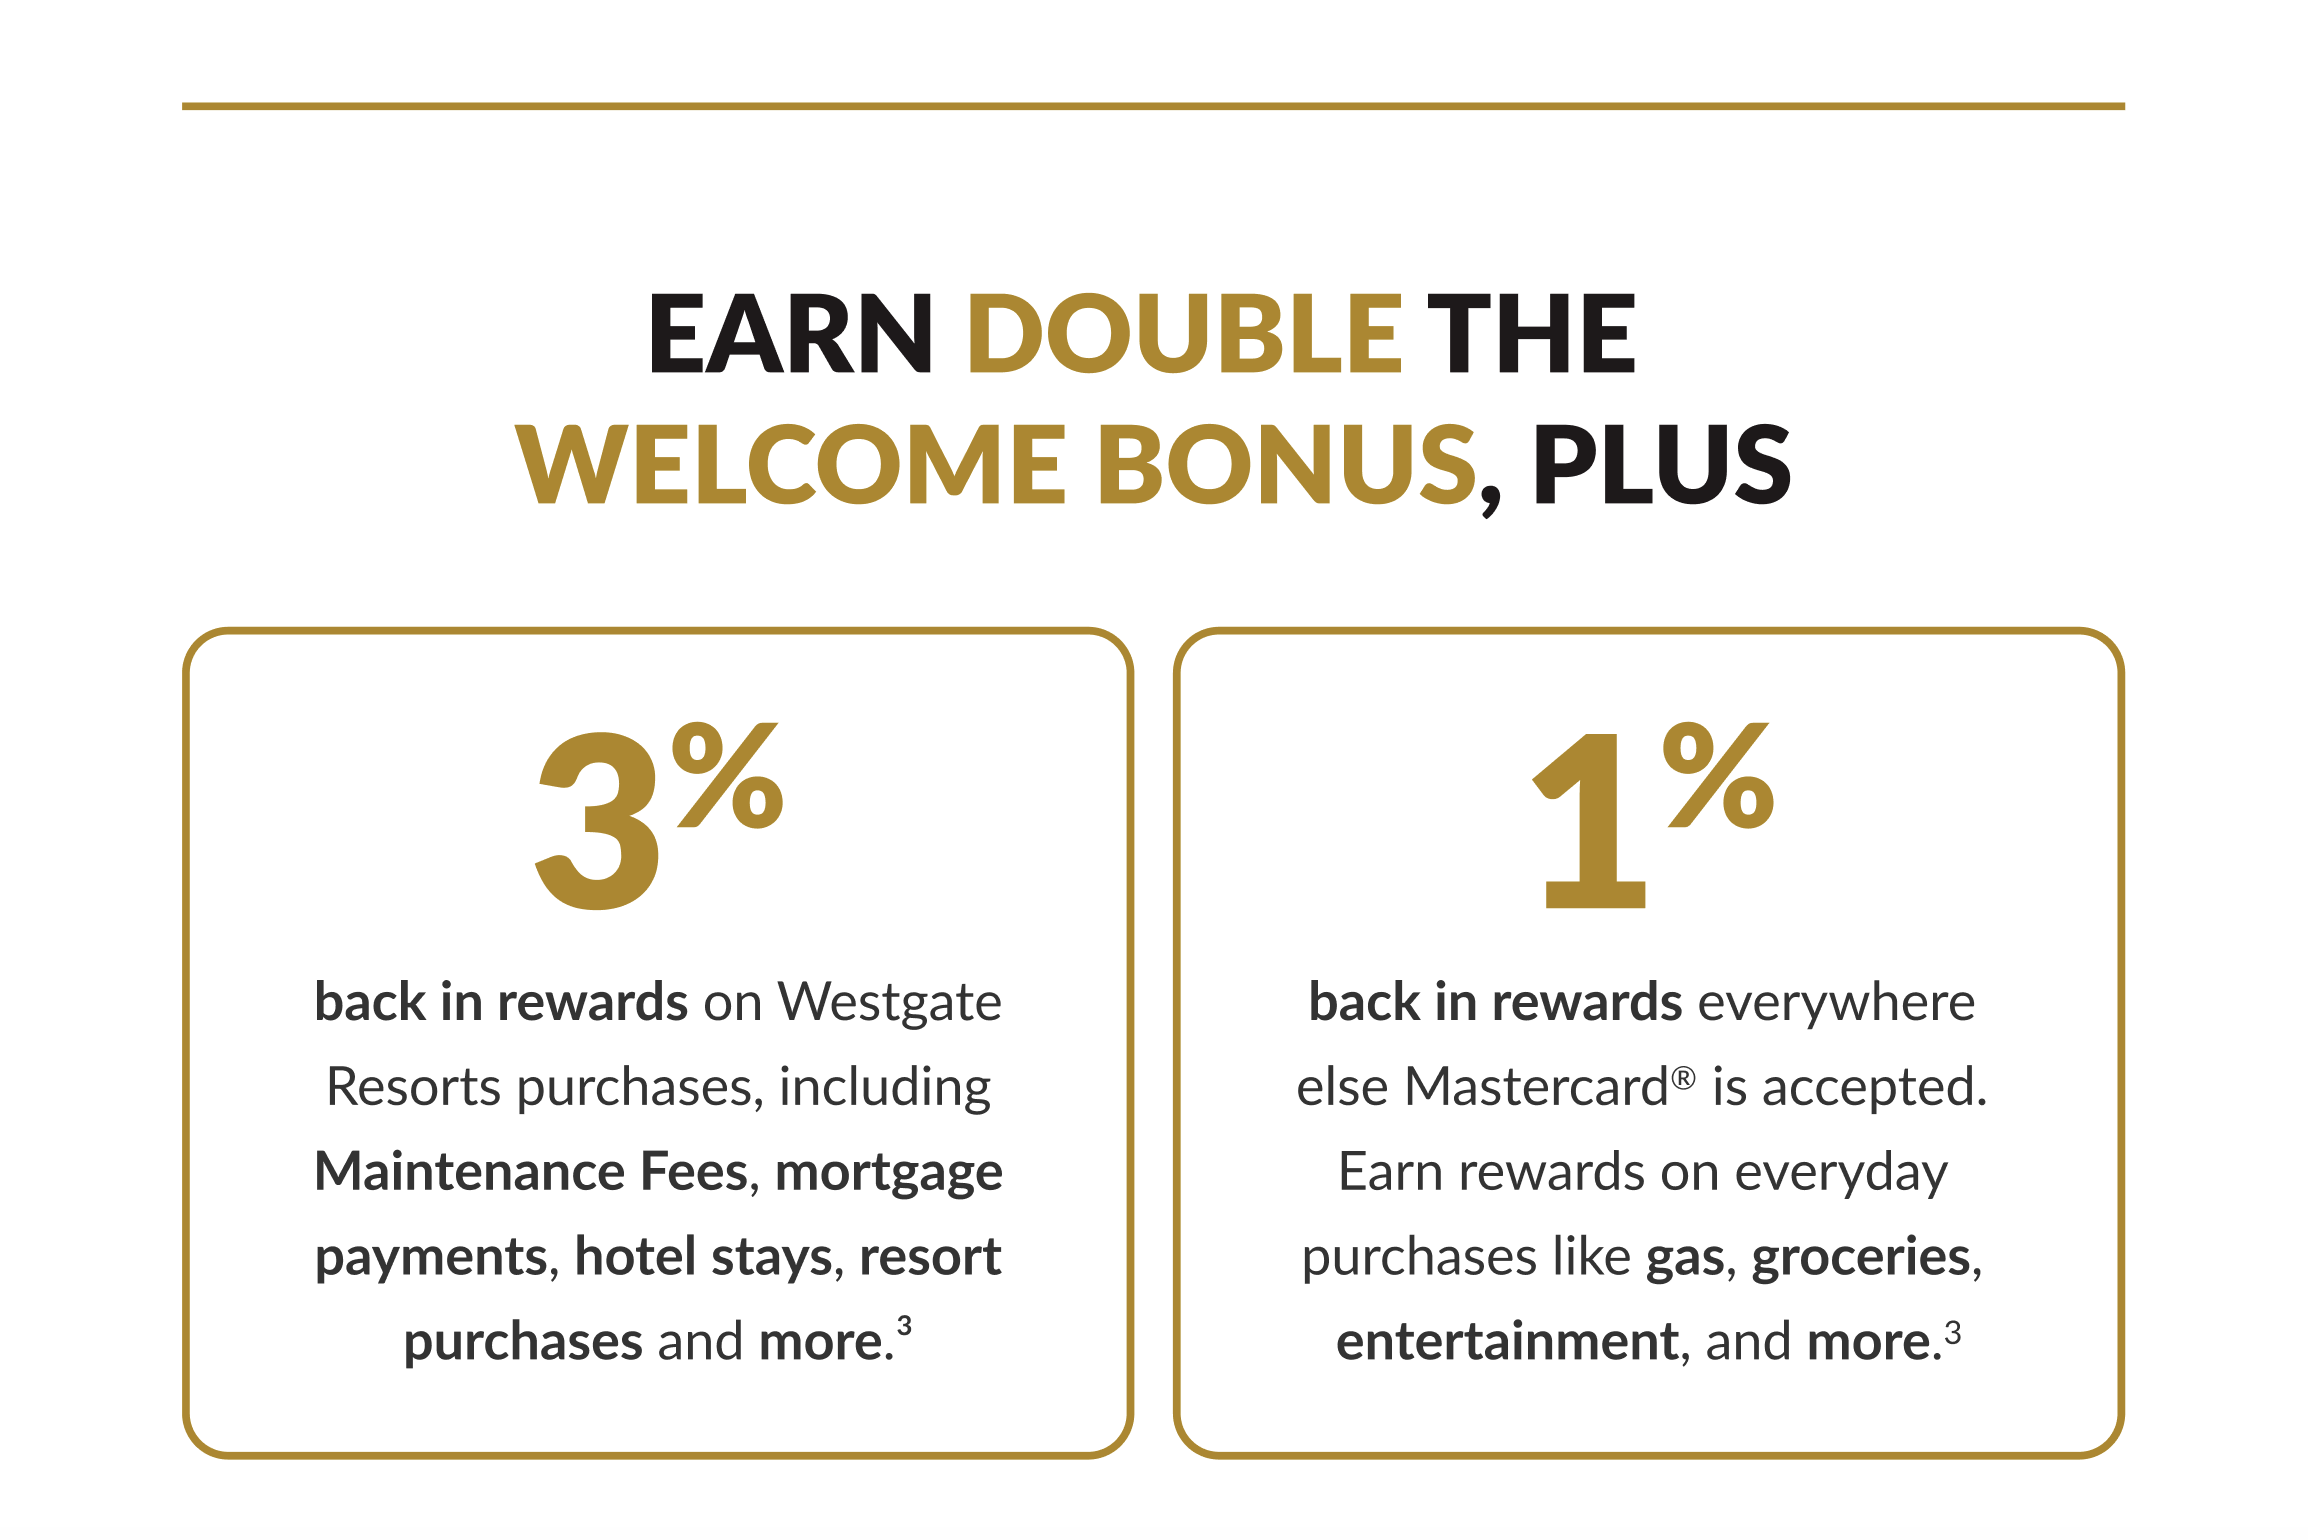 EARN DOUBLE THE
WELCOME BONUS, PLUS
3%
back in rewards on Westgate
Resorts purchases, including
Maintenance Fees, mortgage
payments, hotel stays, resort
purchases and more.³
1%
back in rewards everywhere
else Mastercard® is accepted.
Earn rewards on everyday
purchases like gas, groceries,
entertainment, and more.³